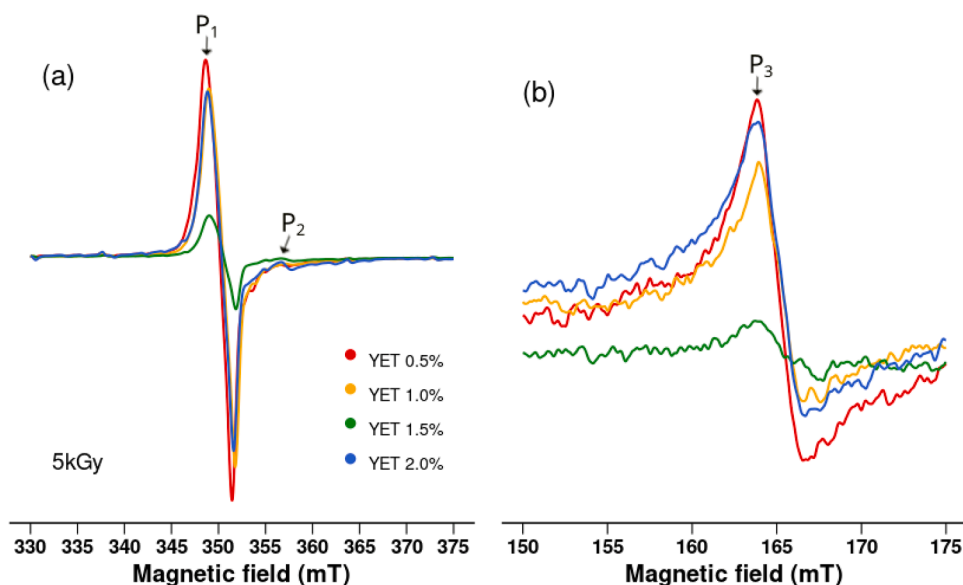 P₁
(a)
P₂
YET 0.5%
YET 1.0%
YET 1.5%
YET 2.0%
5kGy
330 335 340 345 350 355 360 365 370 375
Magnetic field (mT)
P₃
(b)
150 155 160 165 170 175
Magnetic field (mT)